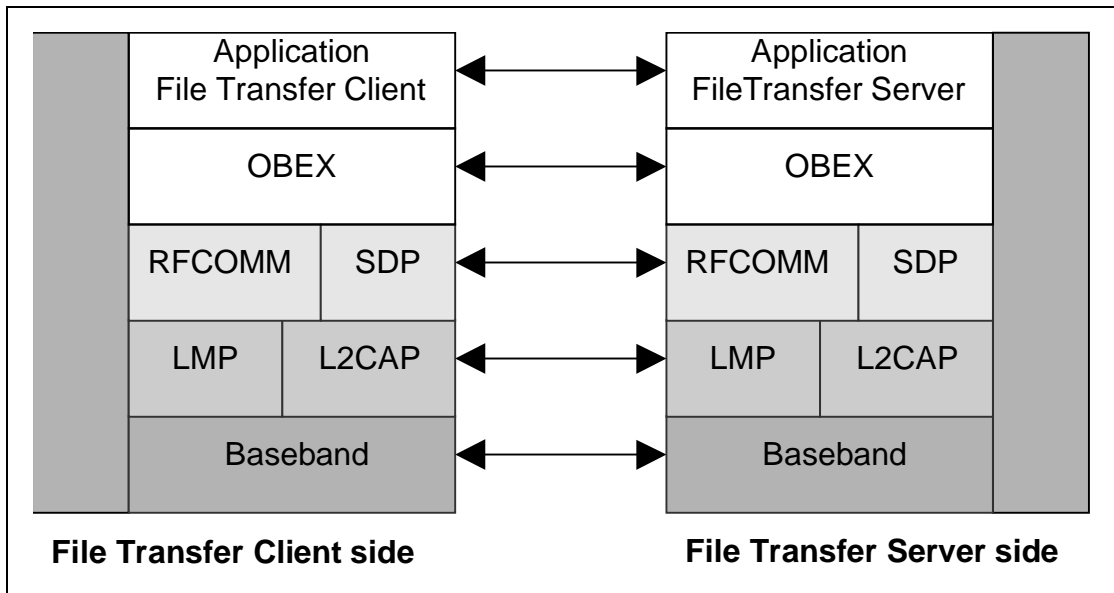 Application
File Transfer Client
Application
FileTransfer Server
OBEX
OBEX
RFCOMM
SDP
RFCOMM
SDP
LMP
L2CAP
LMP
L2CAP
Baseband
Baseband
File Transfer Client side
File Transfer Server side